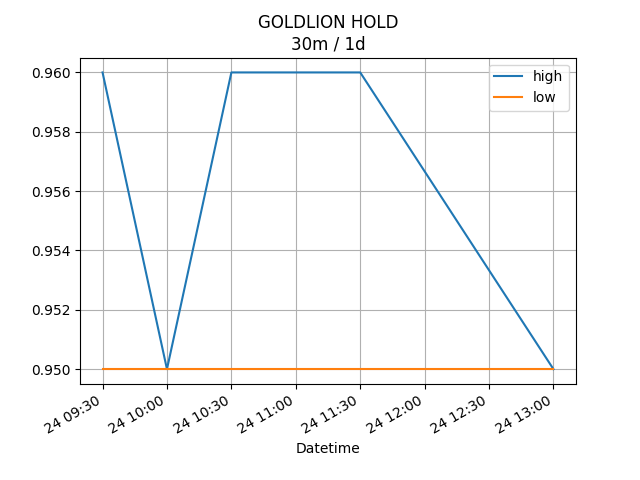 GOLDLION HOLD
30m / 1d
high
low
0.960
0.958
0.956
0.954
0.952
0.950
24 09:30
24 10:00
24 10:30
24 11:00
24 11:30
24 12:00
24 12:30
24 13:00
Datetime